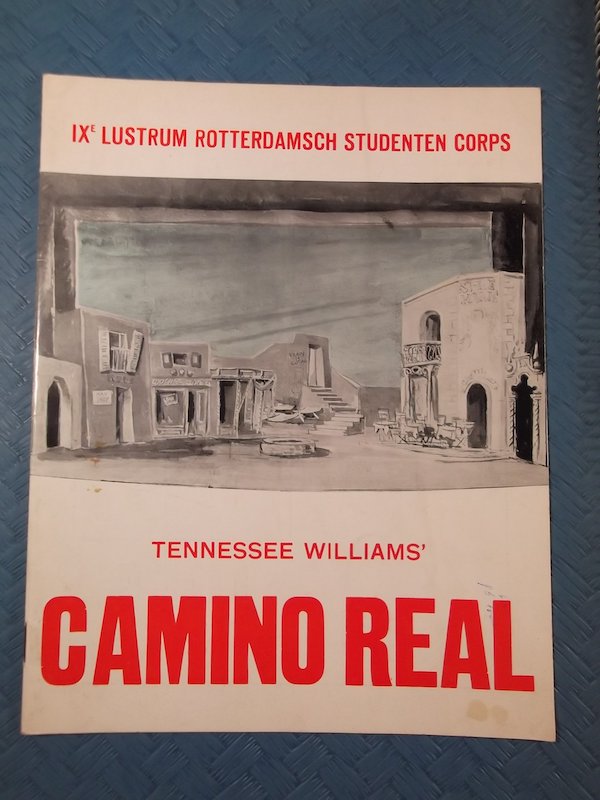 IXE LUSTRUM ROTTERDAMSCH STUDENTEN CORPS
TENNESSEE WILLIAMS'
CAMINO REAL